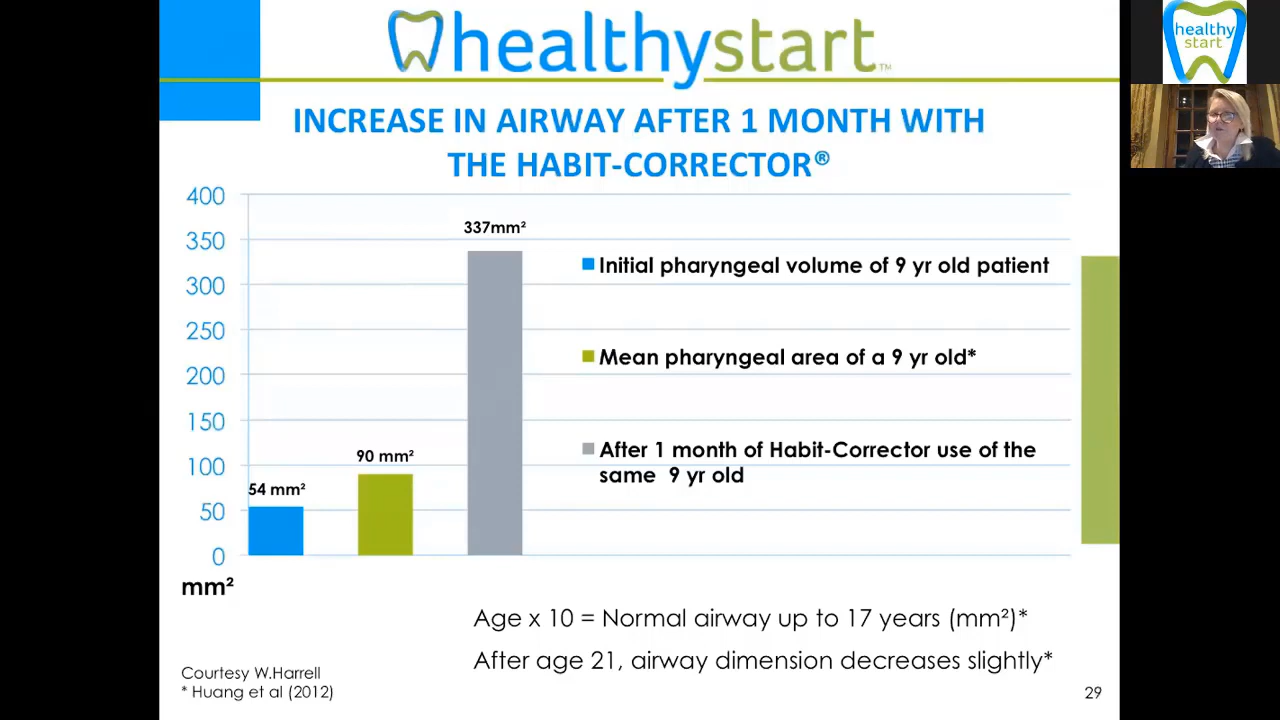 healthystart™
healthy
start
INCREASE IN AIRWAY AFTER 1 MONTH WITH
THE HABIT-CORRECTOR®
400
350
300
250
200
150
100
50
0
mm²
54 mm²
90 mm²
337mm²
Initial pharyngeal volume of 9 yr old patient
Mean pharyngeal area of a 9 yr old*
After 1 month of Habit-Corrector use of the
same 9 yr old
Age x 10 = Normal airway up to 17 years (mm²)*
After age 21, airway dimension decreases slightly*
Courtesy W.Harrell
* Huang et al (2012)
29